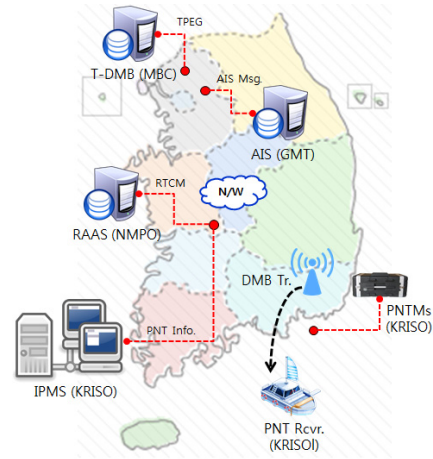 TPEG
T-DMB (MBC)
AIS Msg.
AIS (GMT)
RTCM
N/W
RAAS (NMPO)
DMB Tr.
PNTMs
(KRISO)
PNT Info.
IPMS (KRISO)
PNT Rcvr.
(KRISOl)